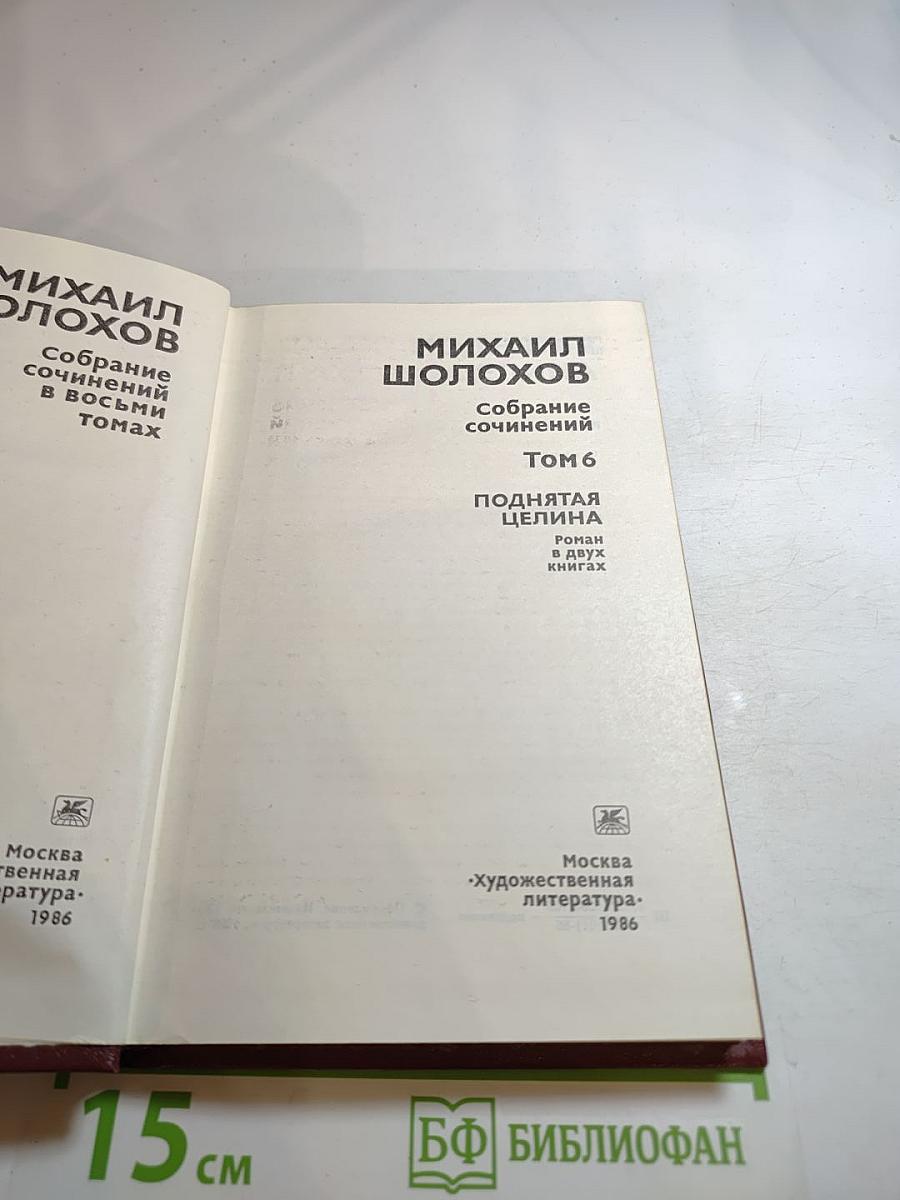 МИХАИЛ
ШОЛОХОВ
Собрание
сочинений
в восьми
томах
Москва
1986
МИХАИЛ
ШОЛОХОВ
Собрание
сочинений
Том 6
ПОДНЯТАЯ
ЦЕЛИНА
Роман
в двух
книгах
Москва
·Художественная
литература·
1986
15 см
БФ БИБЛИОФАН